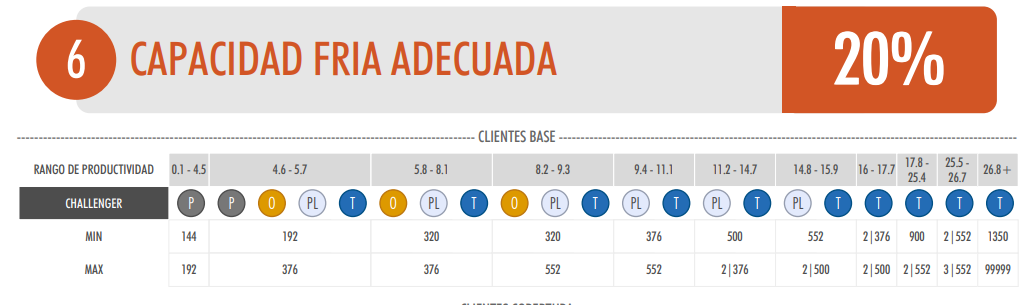 6 CAPACIDAD FRIA ADECUADA 20%
CLIENTES BASE
RANGO DE PRODUCTIVIDAD 0.1 - 4.5 4.6 - 5.7 5.8 - 8.1 8.2 - 9.3 9.4 - 11.1 11.2 - 14.7 14.8 - 15.9 16 - 17.7 17.8 - 25.4 25.5 - 26.7 26.8+
CHALLENGER P P O PL T O PL T O PL T PL T PL T PL T T T T T
MIN 144 192 320 320 376 500 552 2|376 900 2|552 1350
MAX 192 376 376 552 552 2|376 2|500 2|500 2|552 3|552 99999